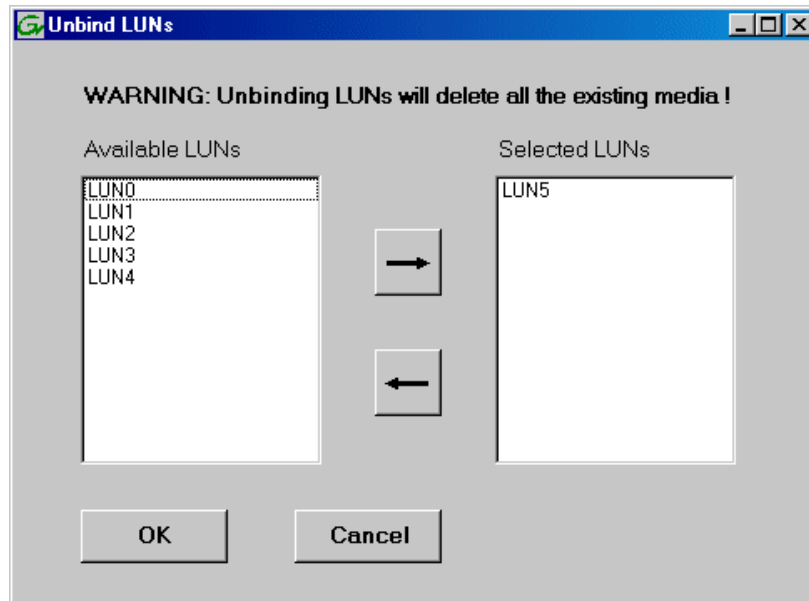 Unbind LUNs
WARNING: Unbinding LUNs will delete all the existing media !
Available LUNs
LUN0
LUN1
LUN2
LUN3
LUN4
Selected LUNs
LUN5
OK
Cancel